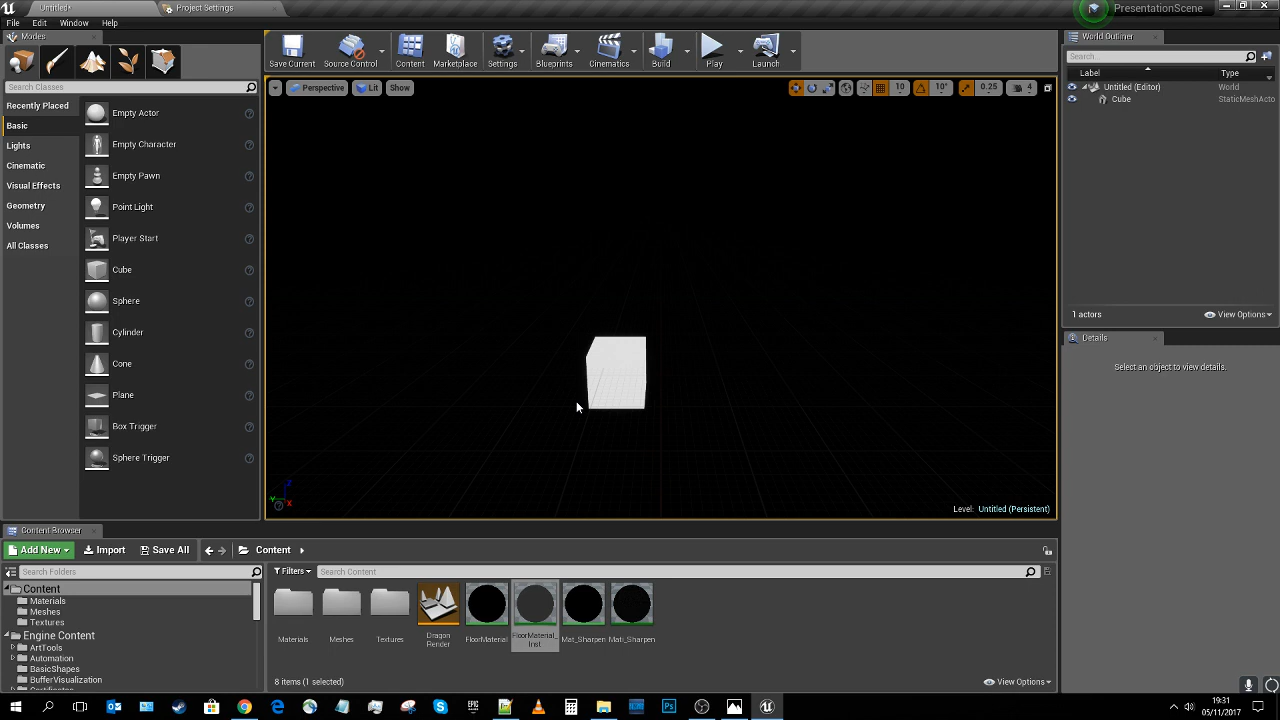 Untitled*
Project Settings
PresentationScene
File Edit Window Help
Modes
Search Classes
Recently Placed
Basic
Lights
Cinematic
Visual Effects
Geometry
Volumes
All Classes
Empty Actor
Empty Character
Empty Pawn
Point Light
Player Start
Cube
Sphere
Cylinder
Cone
Plane
Box Trigger
Sphere Trigger
Save Current
Source Control
Content
Marketplace
Settings
Blueprints
Cinematics
Build
Play
Launch
Perspective Lit Show
10 10° 0.25 4
Level: Untitled (Persistent)
World Outliner
Search...
Label Type
Untitled (Editor) World
Cube StaticMeshActo
1 actors View Options
Details
Select an object to view details.
Content Browser
Add New Import Save All Content
Search Folders
Content
Materials
Meshes
Textures
Engine Content
ArtTools
Automation
BasicShapes
BufferVisualization
Certificates
Filters Search Content
Materials
Meshes
Textures
Dragon
Render
FloorMaterial
FloorMaterial_
Inst
Mat_Sharpen
Mati_Sharpen
8 items (1 selected)
View Options
19:31
05/11/2017